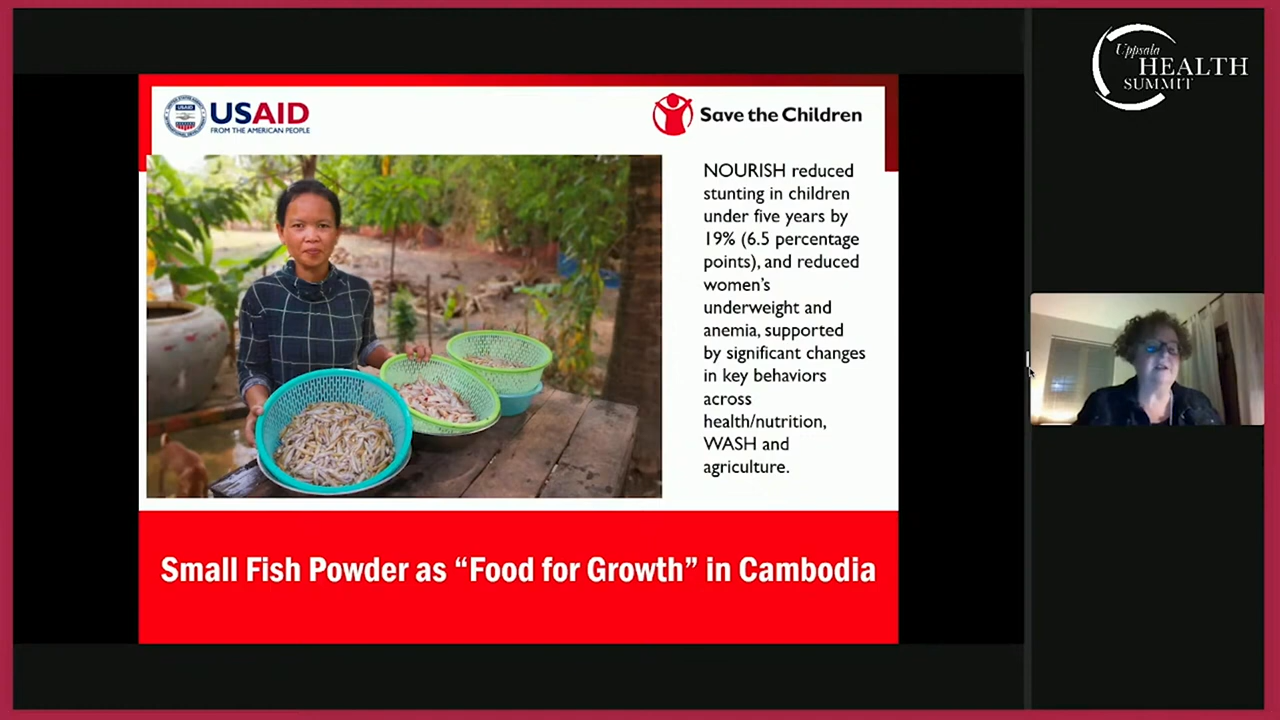 Uppsala
HEALTH
SUMMIT
USAID
FROM THE AMERICAN PEOPLE
Save the Children
NOURISH reduced
stunting in children
under five years by
19% (6.5 percentage
points), and reduced
women's
underweight and
anemia, supported
by significant changes
in key behaviors
across
health/nutrition,
WASH and
agriculture.
Small Fish Powder as “Food for Growth” in Cambodia